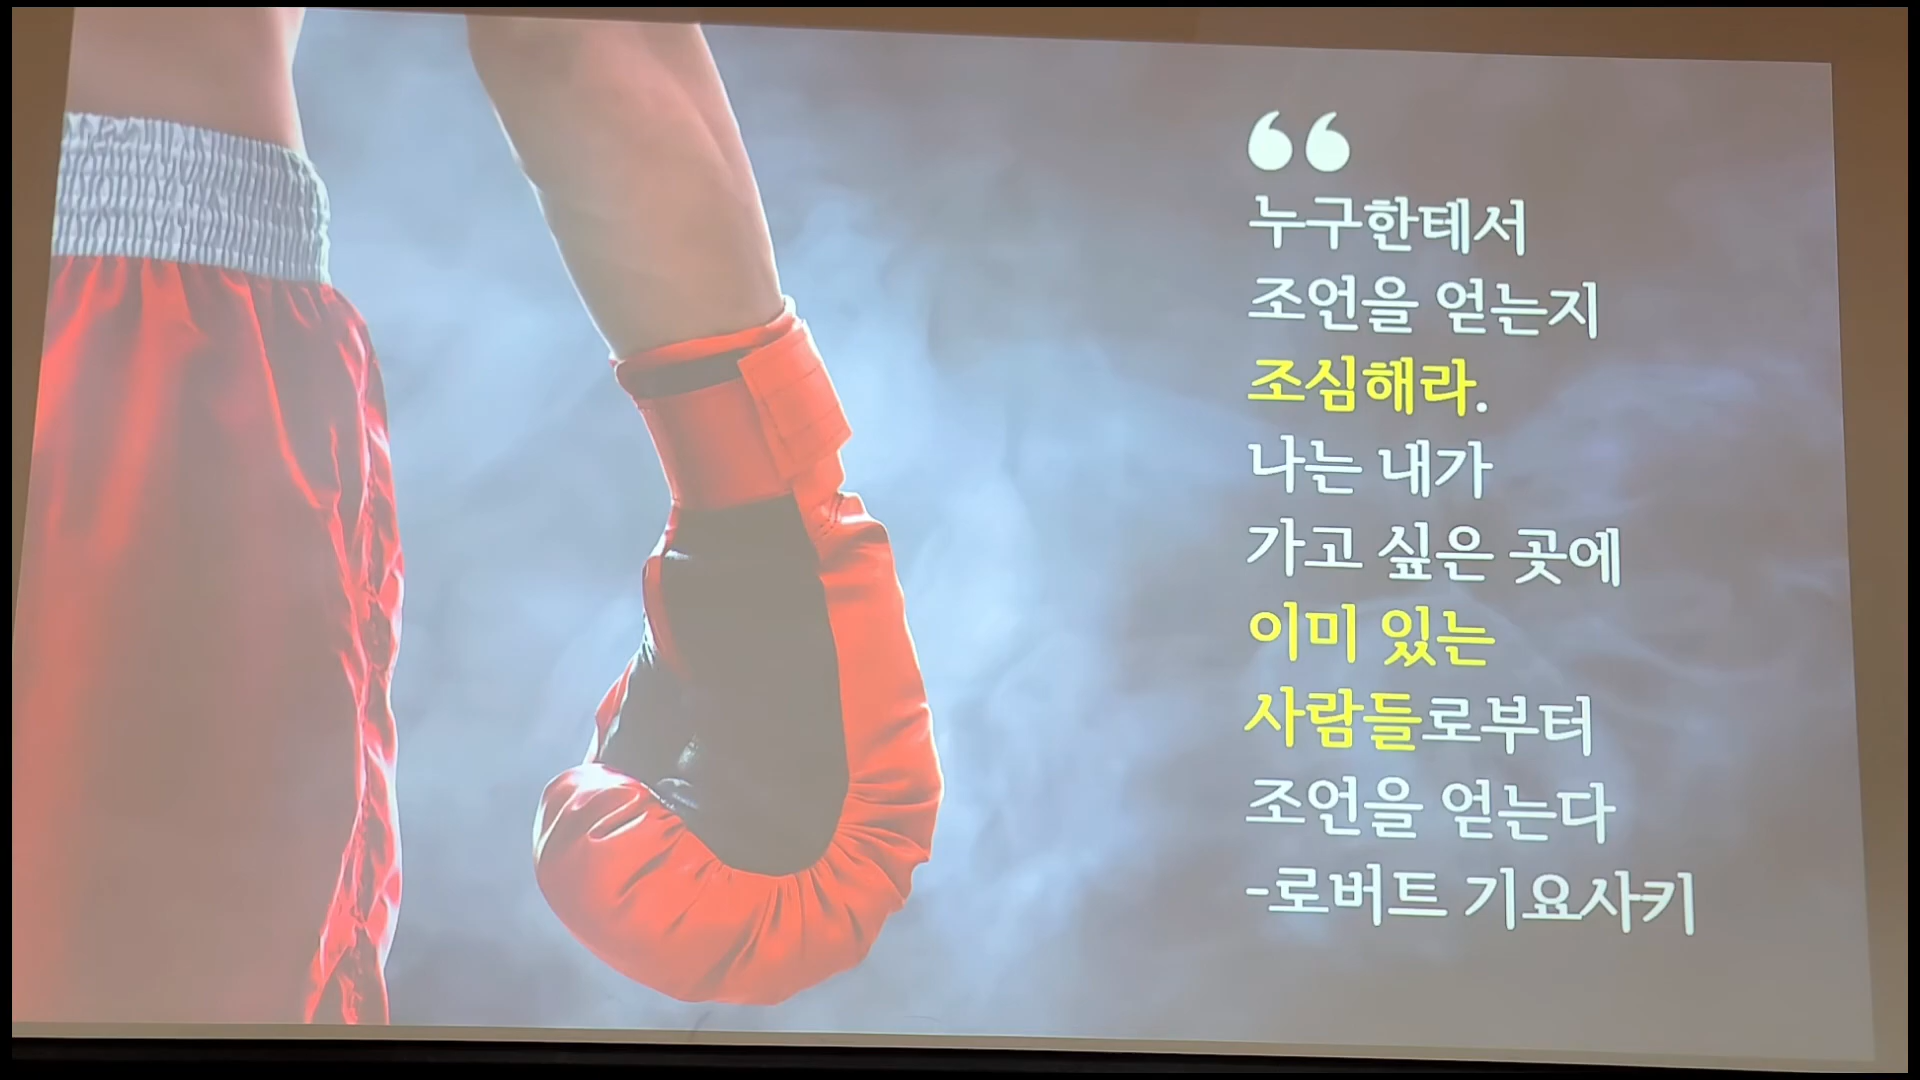 “
누구한테서
조언을 얻는지
조심해라.
나는 내가
가고 싶은 곳에
이미 있는
사람들로부터
조언을 얻는다
-로버트 기요사키